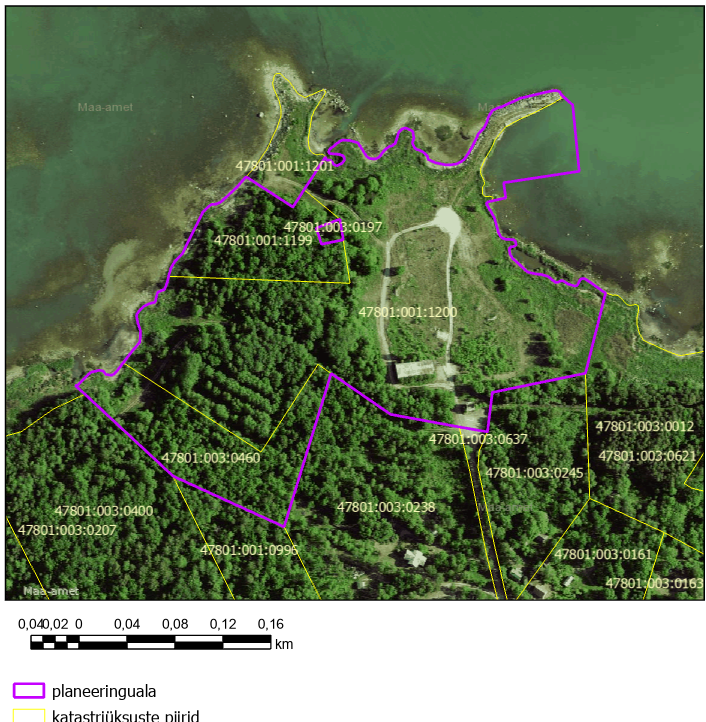 Maa-amet
Maa-amet
47801:001:1201
47801:003:0197
47801:001:1199
47801:001:1200
47801:003:0012
47801:003:0637
47801:003:0621
47801:003:0460
47801:003:0245
47801:003:0400
47801:003:0238
Maa-amet
47801:003:0207
47801:001:0996
47801:003:0161
47801:003:0163
Maa-amet
0,04 0,02 0 0,04 0,08 0,12 0,16
km
planeeringuala
katastriüksuste piirid